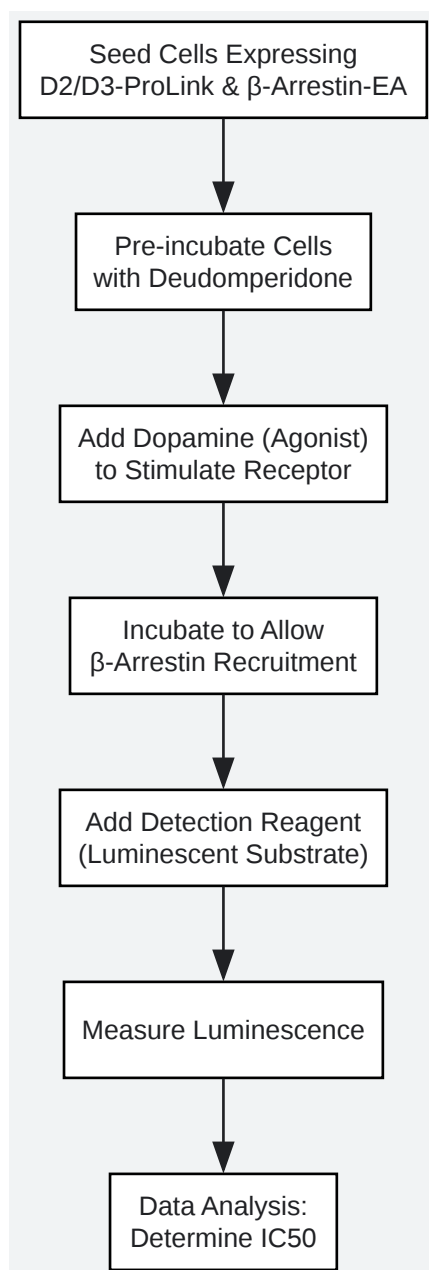 Seed Cells Expressing
D2/D3-ProLink & β-Arrestin-EA
Pre-incubate Cells
with Deudomperidone
Add Dopamine (Agonist)
to Stimulate Receptor
Incubate to Allow
β-Arrestin Recruitment
Add Detection Reagent
(Luminescent Substrate)
Measure Luminescence
Data Analysis:
Determine IC50